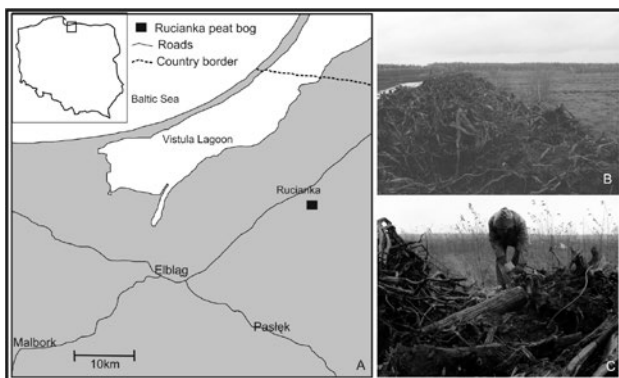 Rucianka peat bog
Roads
Country border
Baltic Sea
Vistula Lagoon
Rucianka
Elbląg
Malbork
Pasłęk
10km
A
B
C